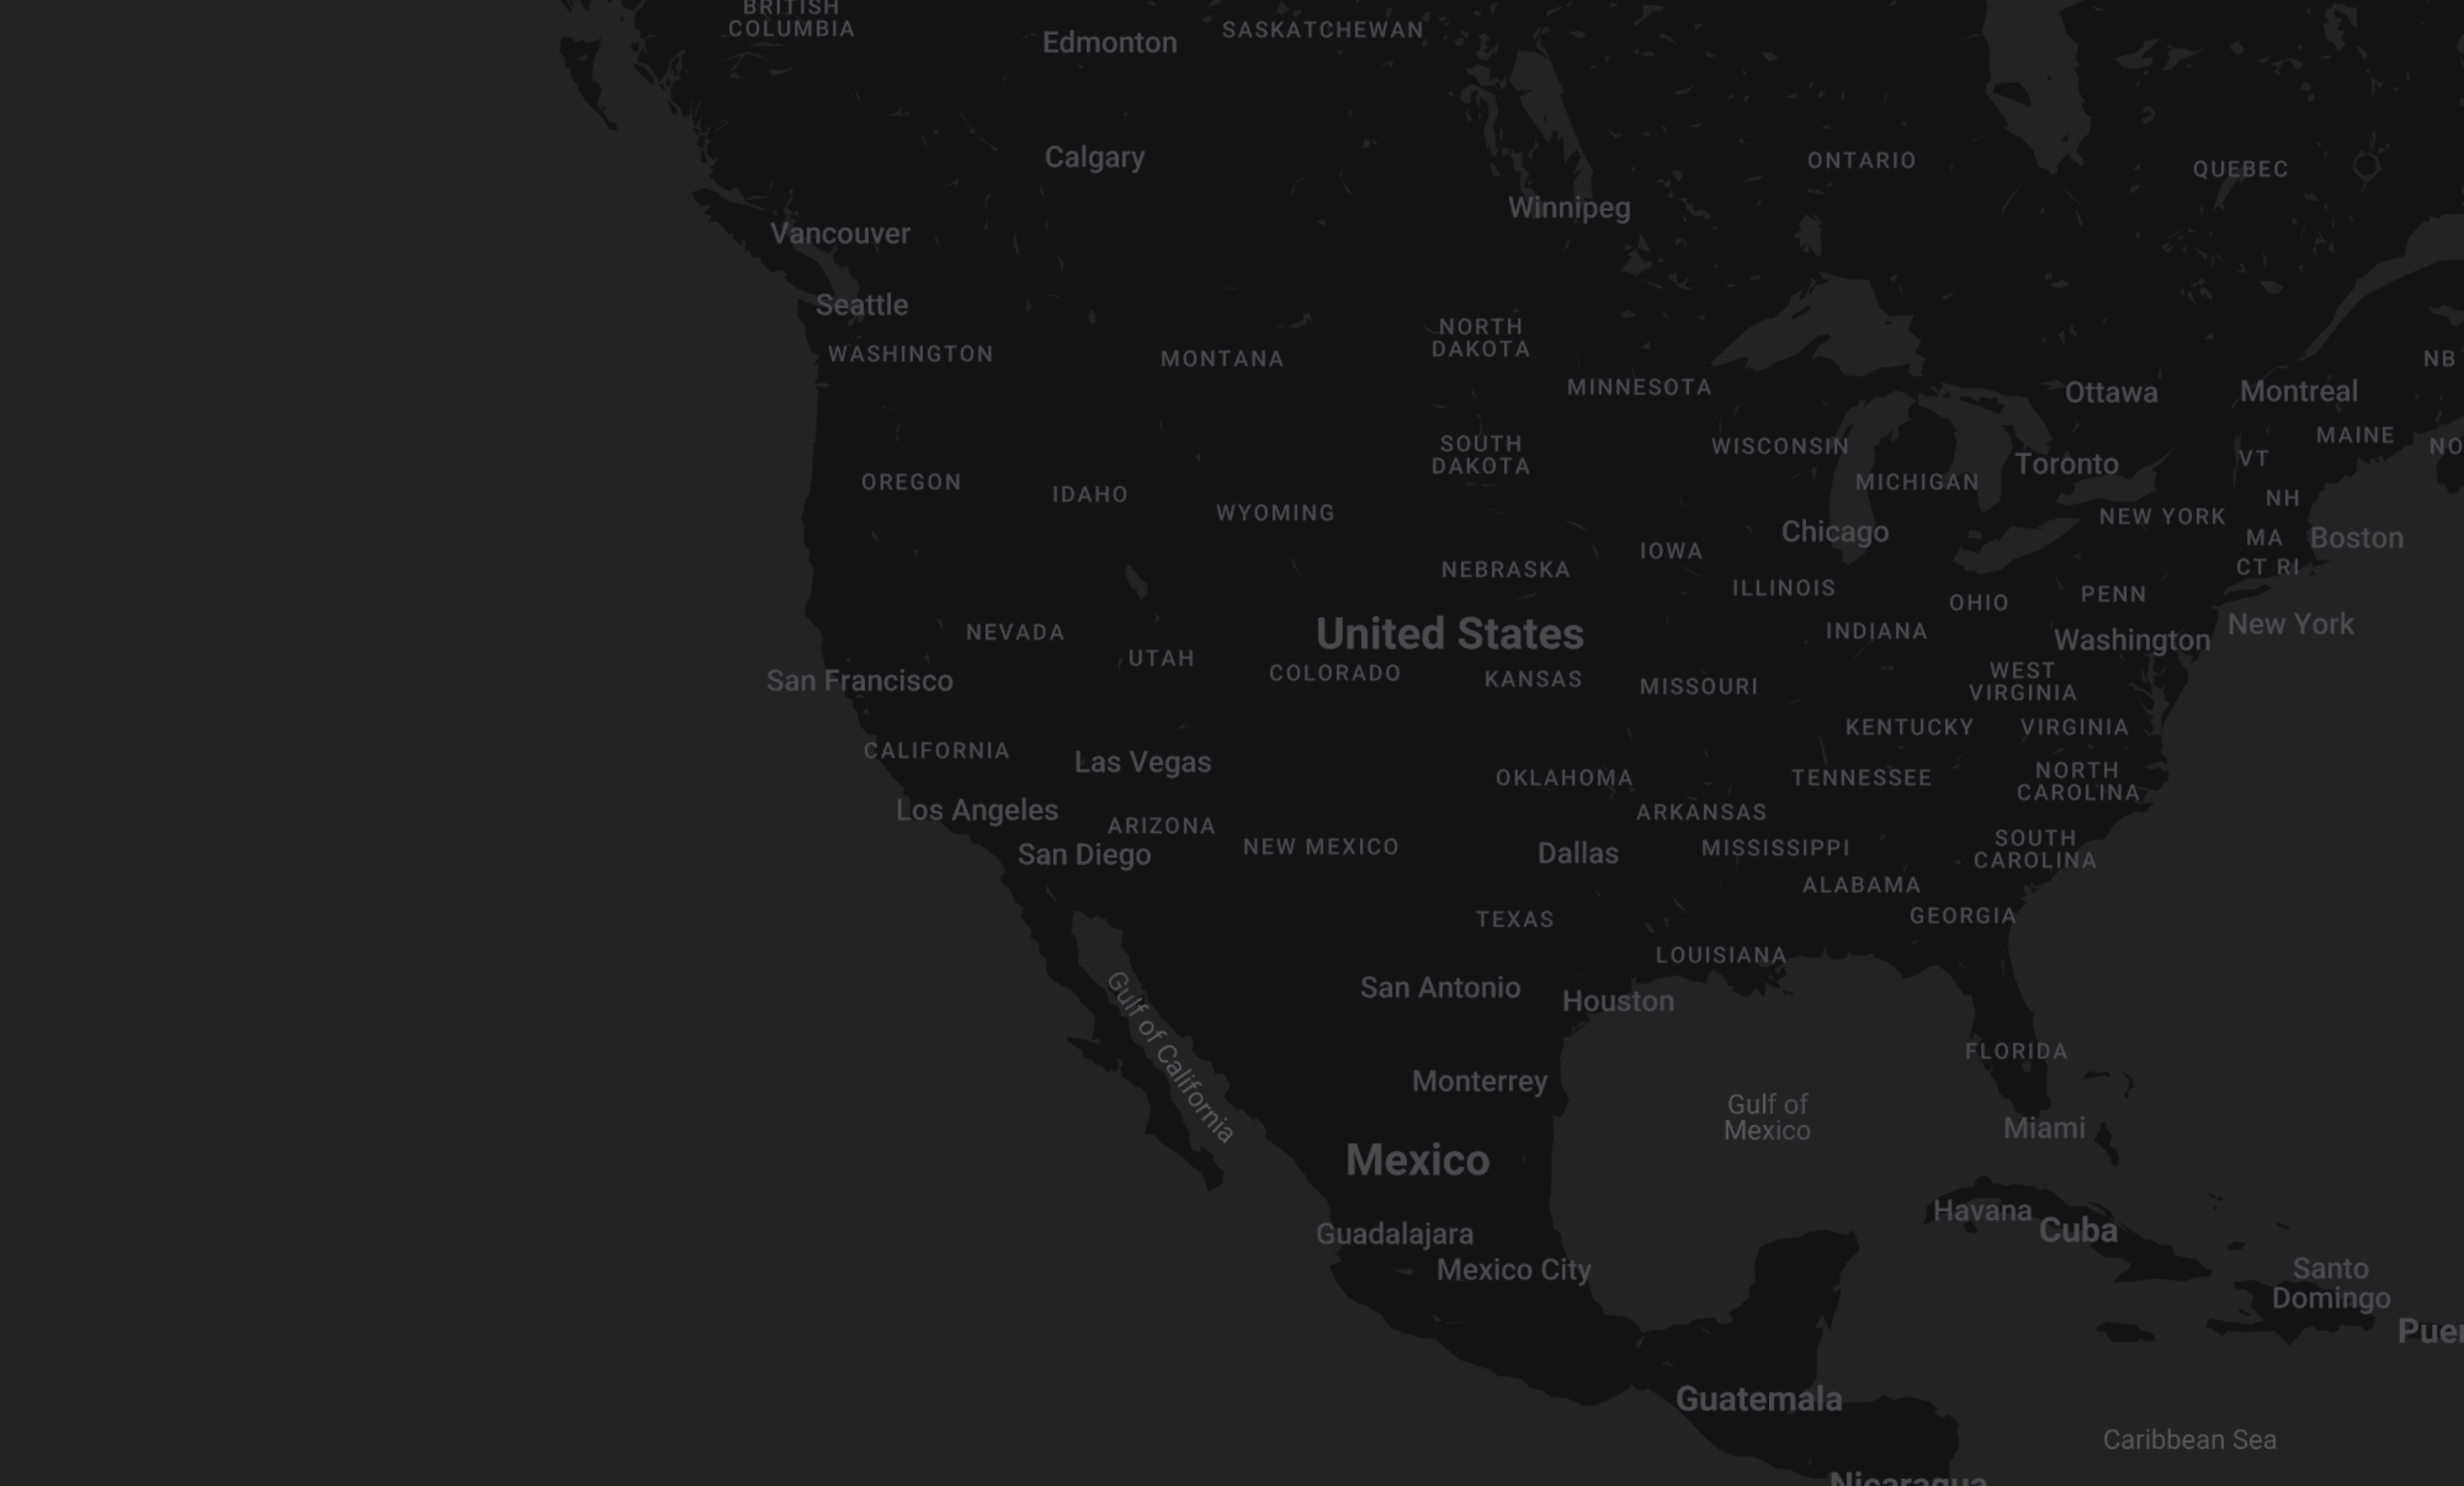 BRITISH
COLUMBIA
Edmonton
SASKATCHEWAN
Calgary
ONTARIO
QUEBEC
Winnipeg
Vancouver
Seattle
WASHINGTON
MONTANA
NORTH
DAKOTA
MINNESOTA
Ottawa
Montreal
NB
MAINE
NO
SOUTH
DAKOTA
WISCONSIN
MICHIGAN
Toronto
VT
NH
OREGON
IDAHO
WYOMING
NEW YORK
MA
Boston
Chicago
IOWA
NEBRASKA
ILLINOIS
CT RI
PENN
OHIO
New York
United States
INDIANA
Washington
NEVADA
UTAH
COLORADO
KANSAS
MISSOURI
WEST
VIRGINIA
San Francisco
KENTUCKY
VIRGINIA
CALIFORNIA
Las Vegas
OKLAHOMA
TENNESSEE
NORTH
CAROLINA
Los Angeles
ARIZONA
ARKANSAS
San Diego
NEW MEXICO
Dallas
MISSISSIPPI
SOUTH
CAROLINA
ALABAMA
TEXAS
GEORGIA
LOUISIANA
San Antonio
Houston
Gulf of California
FLORIDA
Monterrey
Gulf of
Mexico
Miami
Mexico
Havana
Cuba
Guadalajara
Mexico City
Santo
Domingo
Puer
Guatemala
Caribbean Sea
Nicaragua